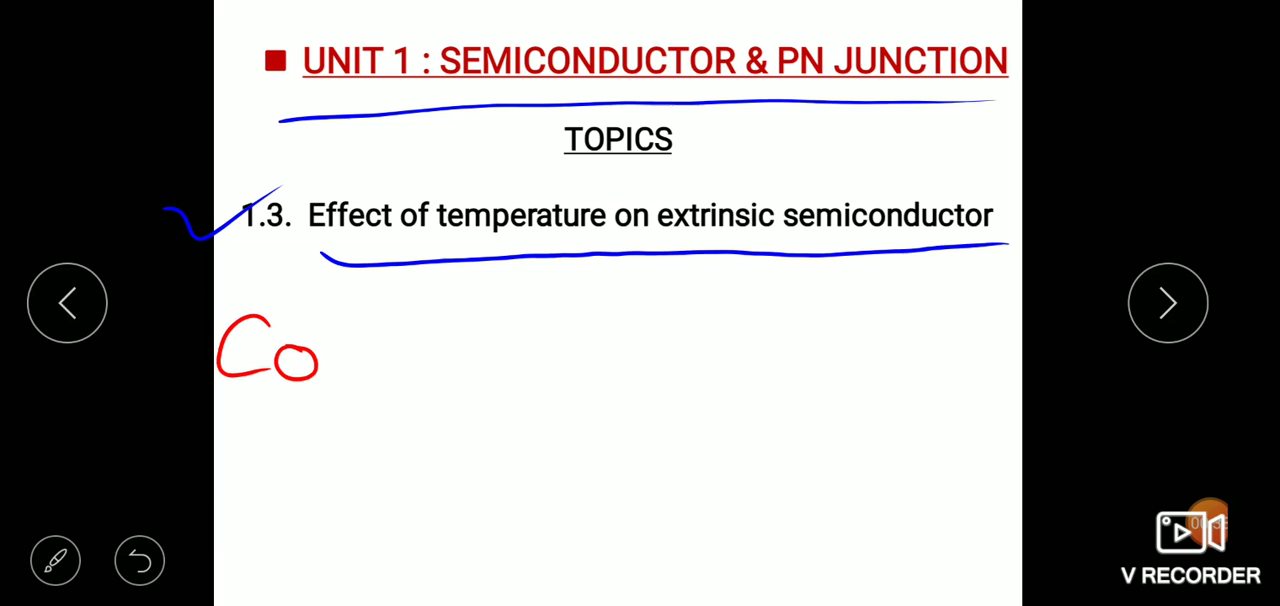 ■ UNIT 1 : SEMICONDUCTOR & PN JUNCTION
TOPICS
1.3. Effect of temperature on extrinsic semiconductor
Co
V RECORDER